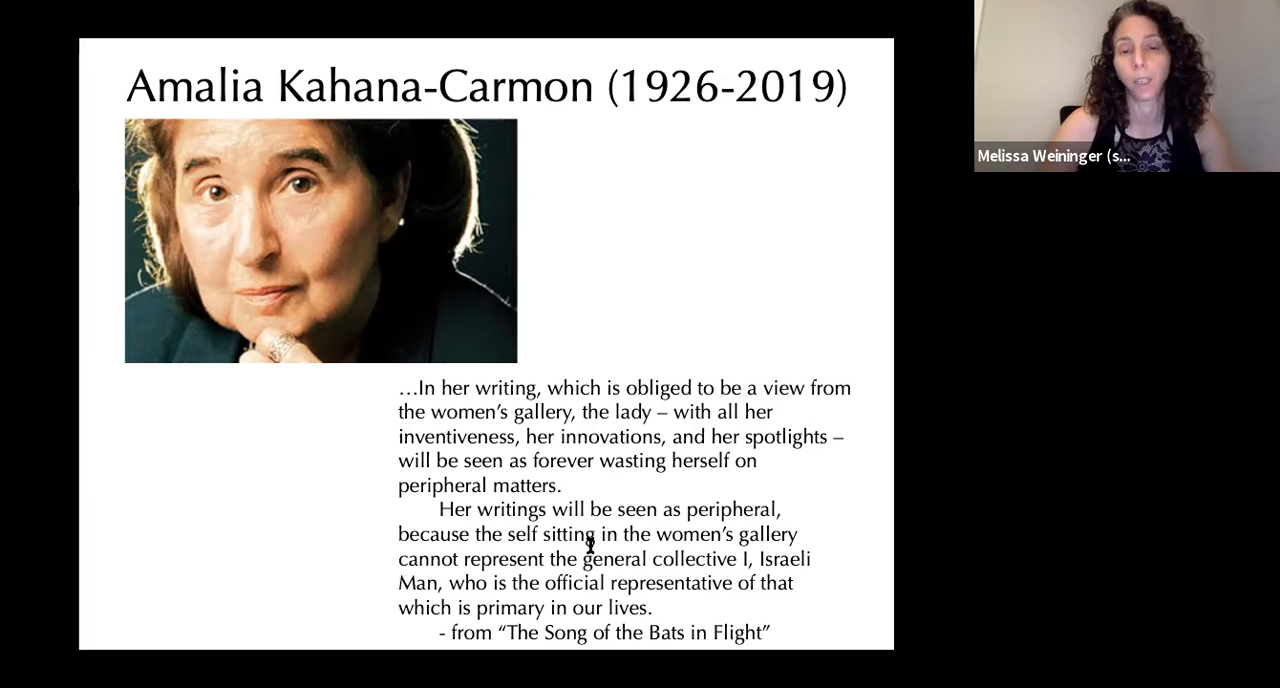 Amalia Kahana-Carmon (1926-2019)
Melissa Weininger (s...
…In her writing, which is obliged to be a view from
the women’s gallery, the lady – with all her
inventiveness, her innovations, and her spotlights –
will be seen as forever wasting herself on
peripheral matters.
Her writings will be seen as peripheral,
because the self sitting in the women’s gallery
cannot represent the general collective I, Israeli
Man, who is the official representative of that
which is primary in our lives.
- from “The Song of the Bats in Flight”